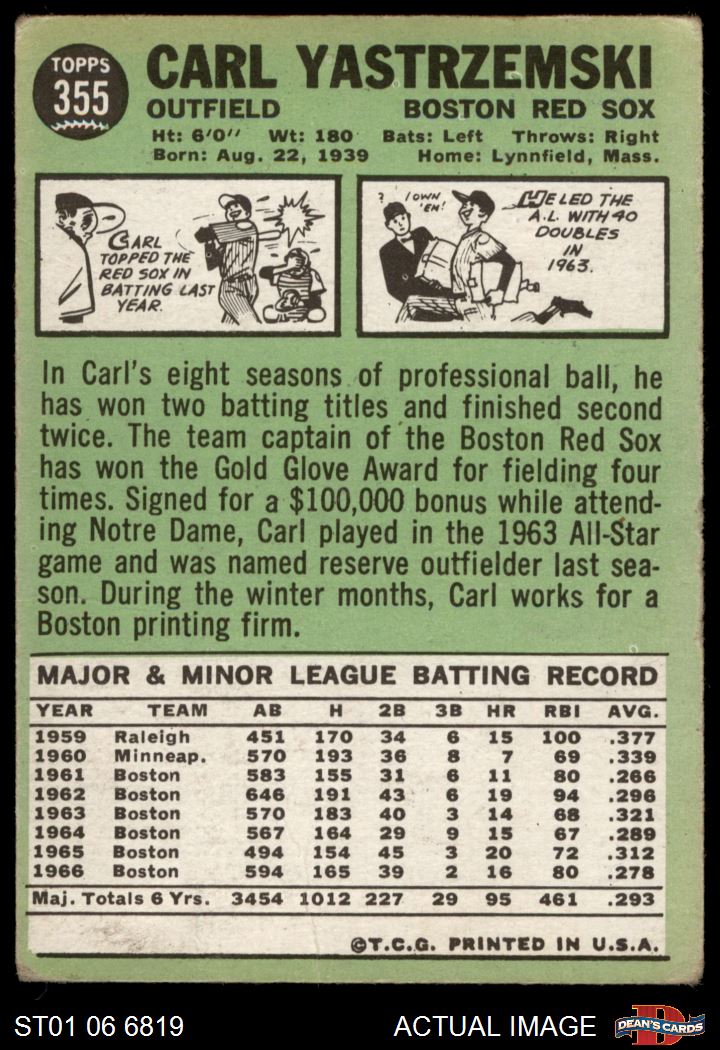 TOPPS
355
CARL YASTRZEMSKI
OUTFIELD BOSTON RED SOX
Ht: 6'0" Wt: 180 Bats: Left Throws: Right
Born: Aug. 22, 1939 Home: Lynnfield, Mass.
CARL
TOPPED THE
RED SOX IN
BATTING LAST
YEAR.
?
I OWN
'EM!
HE LED THE
A.L. WITH 40
DOUBLES
IN
1963.
In Carl's eight seasons of professional ball, he
has won two batting titles and finished second
twice. The team captain of the Boston Red Sox
has won the Gold Glove Award for fielding four
times. Signed for a $100,000 bonus while attend-
ing Notre Dame, Carl played in the 1963 All-Star
game and was named reserve outfielder last sea-
son. During the winter months, Carl works for a
Boston printing firm.
MAJOR & MINOR LEAGUE BATTING RECORD
YEAR TEAM AB H 2B 3B HR RBI AVG.
1959 Raleigh 451 170 34 6 15 100 .377
1960 Minneap. 570 193 36 8 7 69 .339
1961 Boston 583 155 31 6 11 80 .266
1962 Boston 646 191 43 6 19 94 .296
1963 Boston 570 183 40 3 14 68 .321
1964 Boston 567 164 29 9 15 67 .289
1965 Boston 494 154 45 3 20 72 .312
1966 Boston 594 165 39 2 16 80 .278
Maj. Totals 6 Yrs. 3454 1012 227 29 95 461 .293
©T.C.G. PRINTED IN U.S.A.
ST01 06 6819 ACTUAL IMAGE
D
DEAN'S CARDS